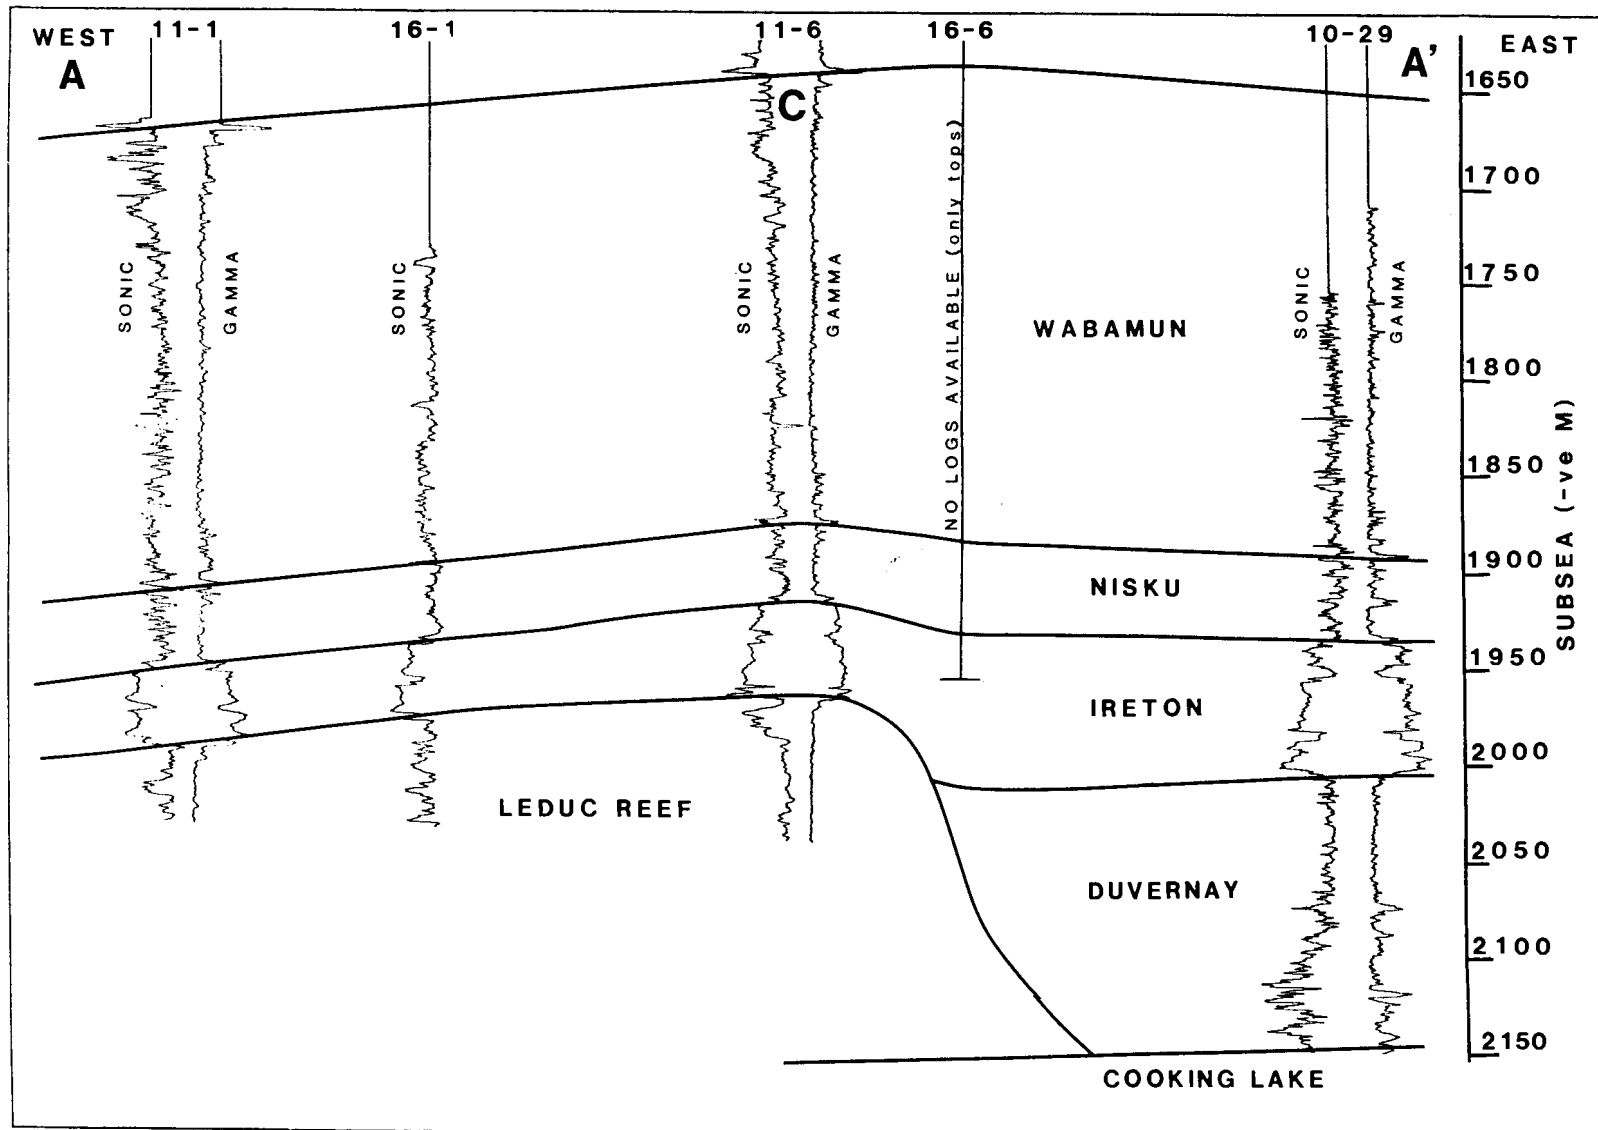 WEST 11-1 16-1 11-6 16-6 10-29 EAST
A A'
C
1650
1700
1750
1800
1850
1900
1950
2000
2050
2100
2150
SUBSEA (-ve M)
SONIC
GAMMA
SONIC
SONIC
GAMMA
NO LOGS AVAILABLE (only tops)
SONIC
GAMMA
WABAMUN
NISKU
IRETON
LEDUC REEF
DUVERNAY
COOKING LAKE